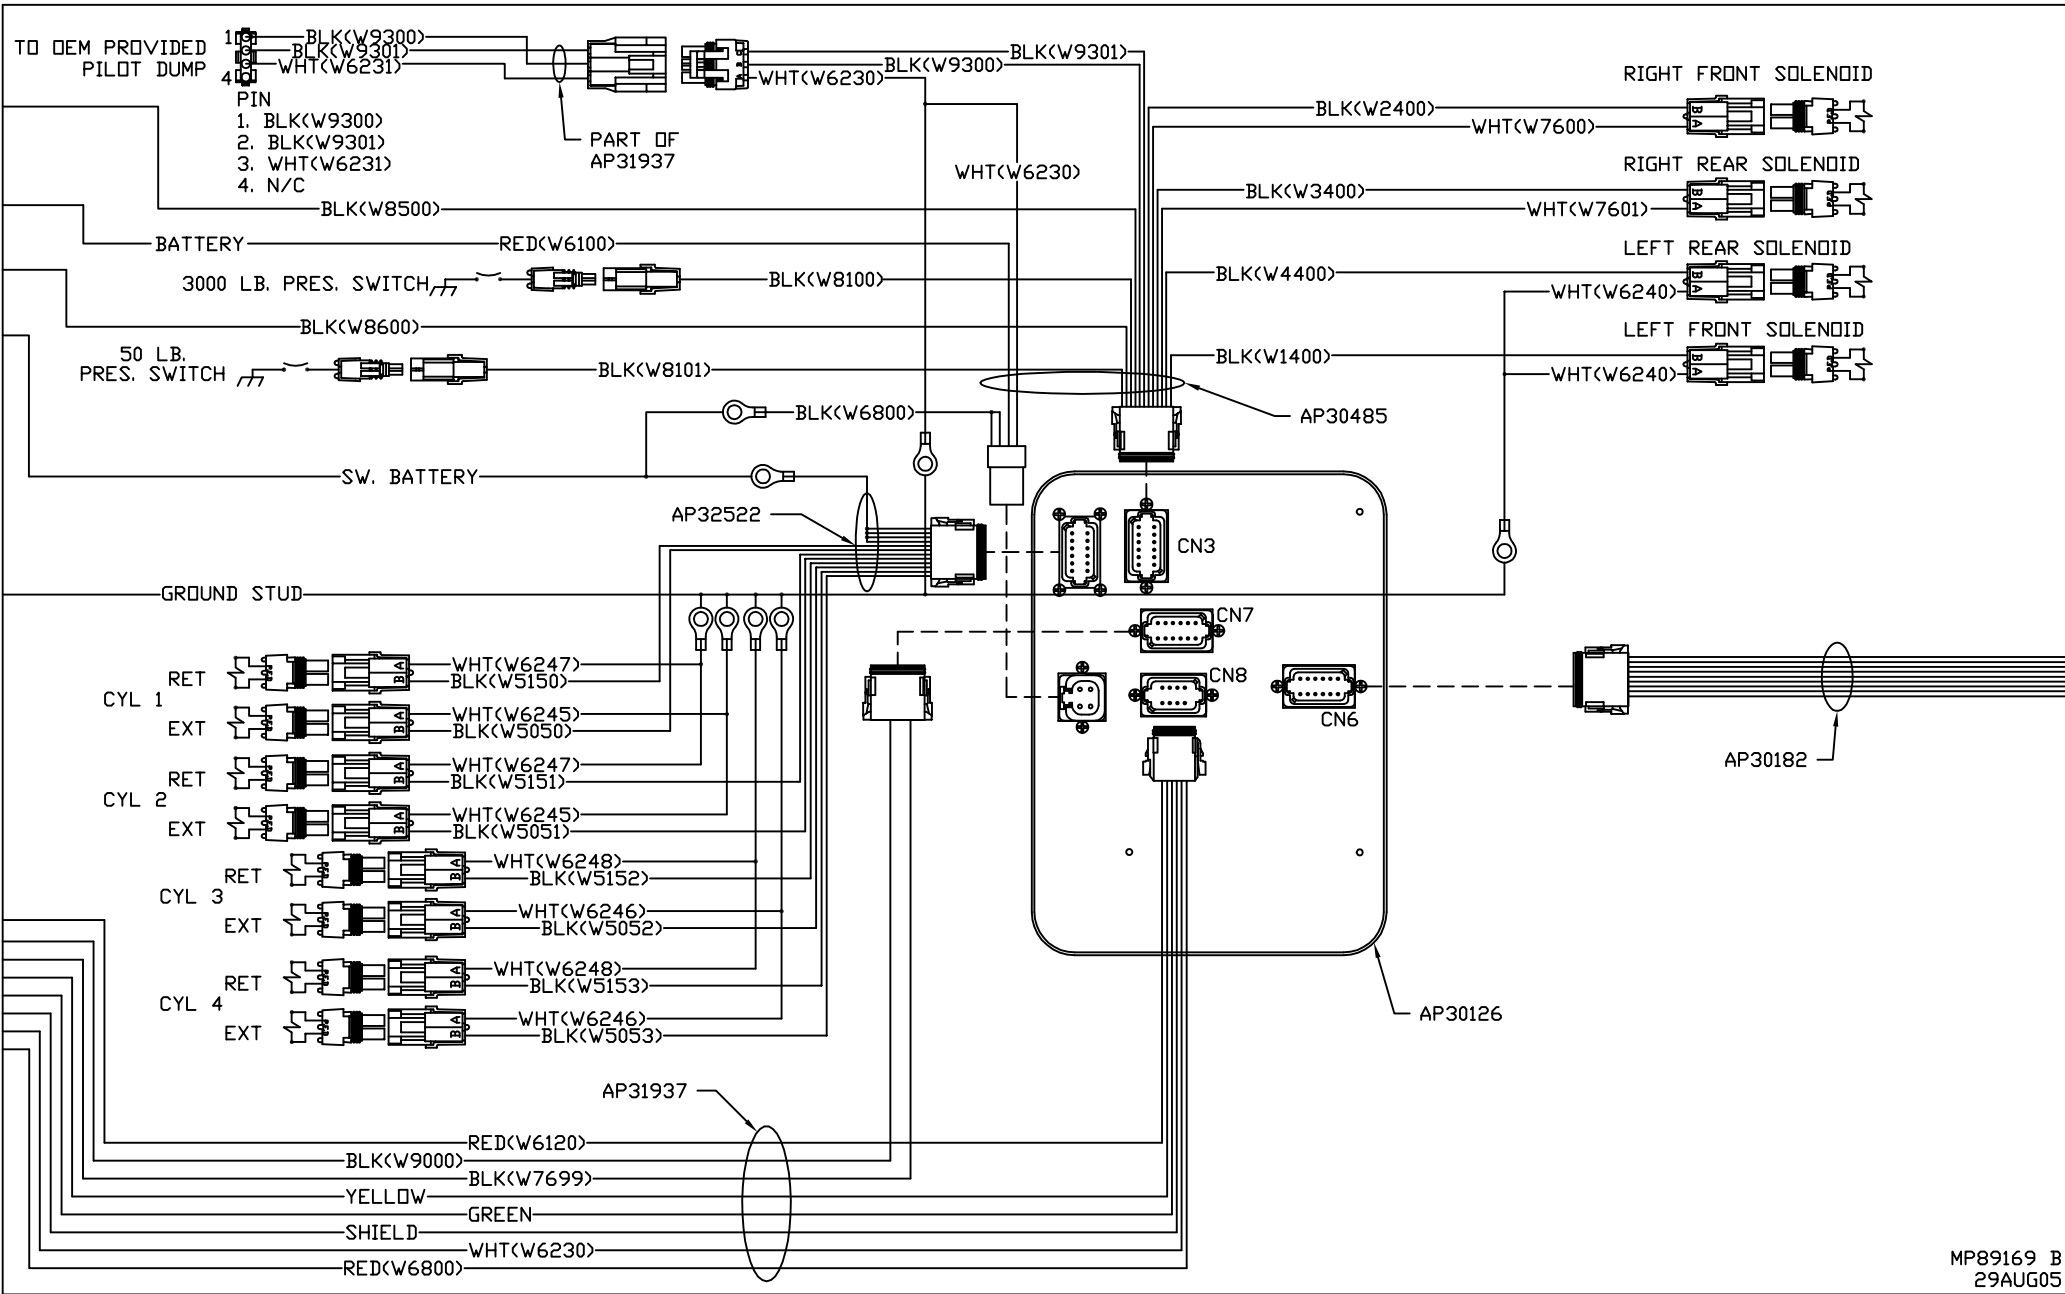 TO OEM PROVIDED
PILOT DUMP
1
4
BLK(W9300)
BLK(W9301)
WHT(W6231)
PIN
1. BLK(W9300)
2. BLK(W9301)
3. WHT(W6231)
4. N/C
PART OF
AP31937
BLK(W9301)
BLK(W9300)
WHT(W6230)
WHT(W6230)
RIGHT FRONT SOLENOID
BLK(W2400)
WHT(W7600)
B
A
RIGHT REAR SOLENOID
BLK(W3400)
WHT(W7601)
B
A
LEFT REAR SOLENOID
BLK(W4400)
WHT(W6240)
B
A
LEFT FRONT SOLENOID
BLK(W1400)
WHT(W6240)
B
A
BLK(W8500)
BATTERY
RED(W6100)
3000 LB. PRES. SWITCH
BLK(W8100)
BLK(W8600)
50 LB.
PRES. SWITCH
BLK(W8101)
BLK(W6800)
AP30485
SW. BATTERY
AP32522
GROUND STUD
CN3
CN7
CN8
CN6
CYL 1
RET
WHT(W6247)
BLK(W5150)
A
B
EXT
WHT(W6245)
BLK(W5050)
A
B
CYL 2
RET
WHT(W6247)
BLK(W5151)
A
B
EXT
WHT(W6245)
BLK(W5051)
A
B
CYL 3
RET
WHT(W6248)
BLK(W5152)
A
B
EXT
WHT(W6246)
BLK(W5052)
A
B
CYL 4
RET
WHT(W6248)
BLK(W5153)
A
B
EXT
WHT(W6246)
BLK(W5053)
A
B
AP30182
AP30126
AP31937
RED(W6120)
BLK(W9000)
BLK(W7699)
YELLOW
GREEN
SHIELD
WHT(W6230)
RED(W6800)
MP89169 B
29AUG05